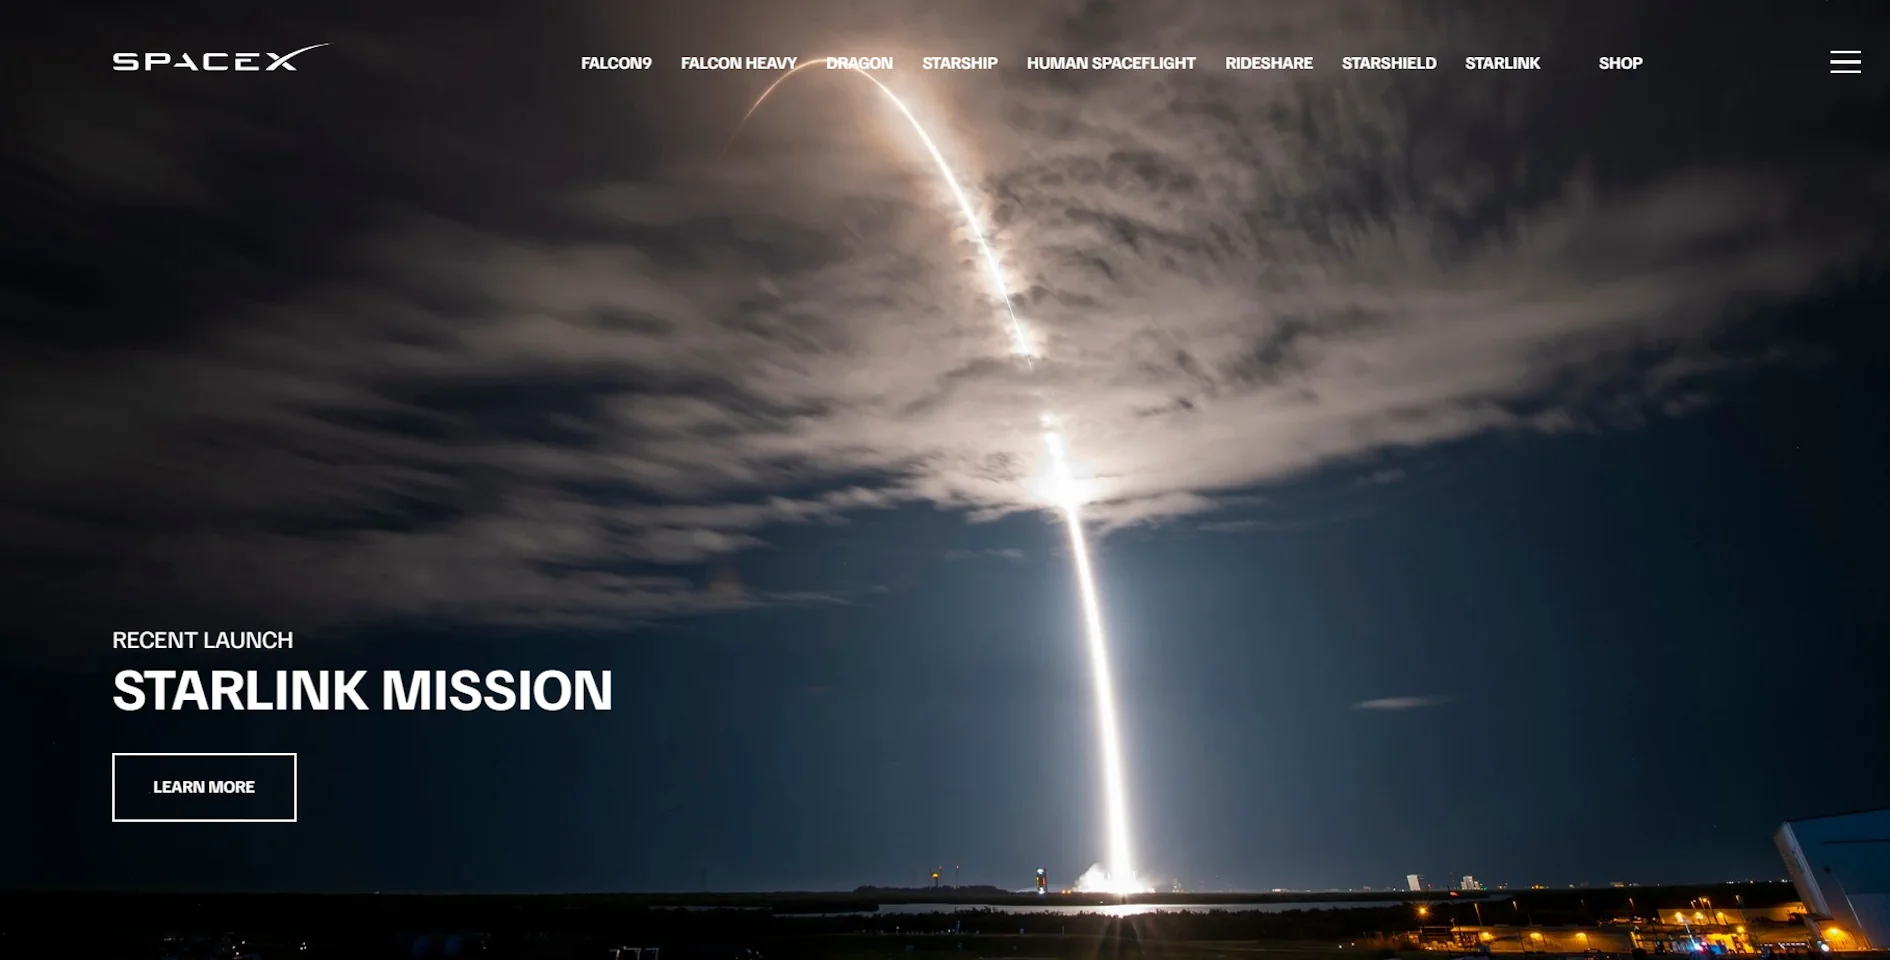 SPACEX
FALCON9 FALCON HEAVY DRAGON STARSHIP HUMAN SPACEFLIGHT RIDESHARE STARSHIELD STARLINK SHOP
RECENT LAUNCH
STARLINK MISSION
LEARN MORE